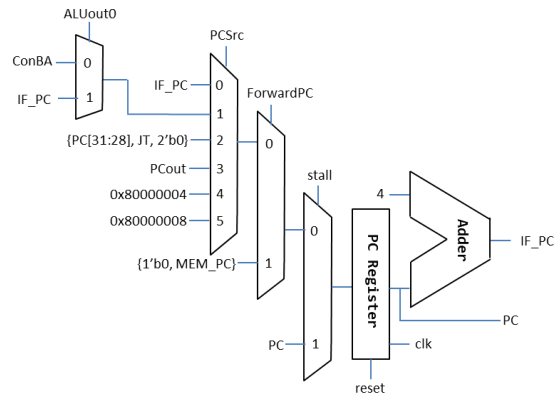 ALUout0
PCSrc
ConBA
0
IF_PC
1
IF_PC
0
1
{PC[31:28], JT, 2'b0}
2
PCout
3
0x80000004
4
0x80000008
5
ForwardPC
0
{1'b0, MEM_PC}
1
stall
0
PC
1
PC Register
clk
reset
4
Adder
IF_PC
PC